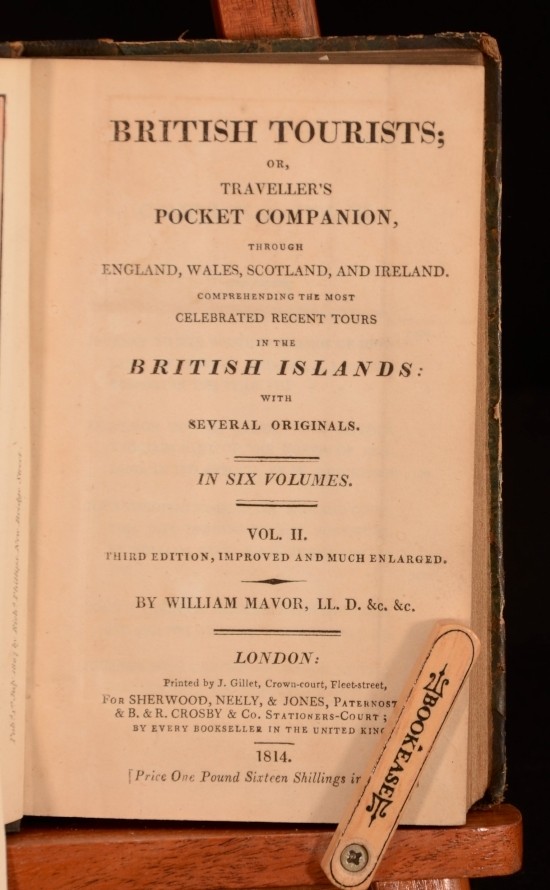 BRITISH TOURISTS;
OR,
TRAVELLER'S
POCKET COMPANION,
THROUGH
ENGLAND, WALES, SCOTLAND, AND IRELAND.
COMPREHENDING THE MOST
CELEBRATED RECENT TOURS
IN THE
BRITISH ISLANDS:
WITH
SEVERAL ORIGINALS.
IN SIX VOLUMES.
VOL. II.
THIRD EDITION, IMPROVED AND MUCH ENLARGED.
BY WILLIAM MAVOR, LL. D. &c. &c.
LONDON:
Printed by J. Gillet, Crown-court, Fleet-street,
FOR SHERWOOD, NEELY, & JONES, PATERNOST
& B. & R. CROSBY & Co. STATIONERS-COURT;
BY EVERY BOOKSELLER IN THE UNITED KING
1814.
[Price One Pound Sixteen Shillings in
BOOKEASE